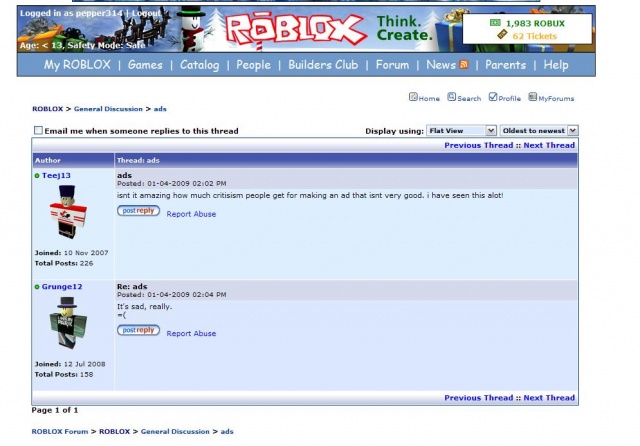 Logged in as pepper314 | Logout
ROBLOX
Think.
Create.
1,983 ROBUX
62 Tickets
Age: < 13, Safety Mode: Safe
My ROBLOX | Games | Catalog | People | Builders Club | Forum | News | Parents | Help
Home Search Profile MyForums
ROBLOX > General Discussion > ads
Email me when someone replies to this thread
Display using: Flat View Oldest to newest
Previous Thread :: Next Thread
Author Thread: ads
Teej13
ads
Posted: 01-04-2009 02:02 PM
isnt it amazing how much critisism people get for making an ad that isnt very good. i have seen this alot!
postreply Report Abuse
Joined: 10 Nov 2007
Total Posts: 226
Grunge12
Re: ads
Posted: 01-04-2009 02:04 PM
It's sad, really.
=(
postreply Report Abuse
Joined: 12 Jul 2008
Total Posts: 158
Previous Thread :: Next Thread
Page 1 of 1
ROBLOX Forum > ROBLOX > General Discussion > ads